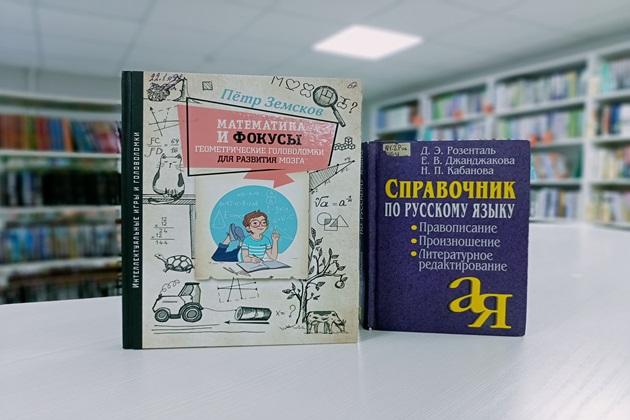 Интеллектуальные игры и головоломки
Пётр Земсков
Математика
и фокусы
геометрические головоломки
для развития мозга
Д. Э. Розенталь
Е. В. Джанджакова
Н. П. Кабанова
Справочник
по русскому языку
• Правописание
• Произношение
• Литературное
редактирование
а
Я